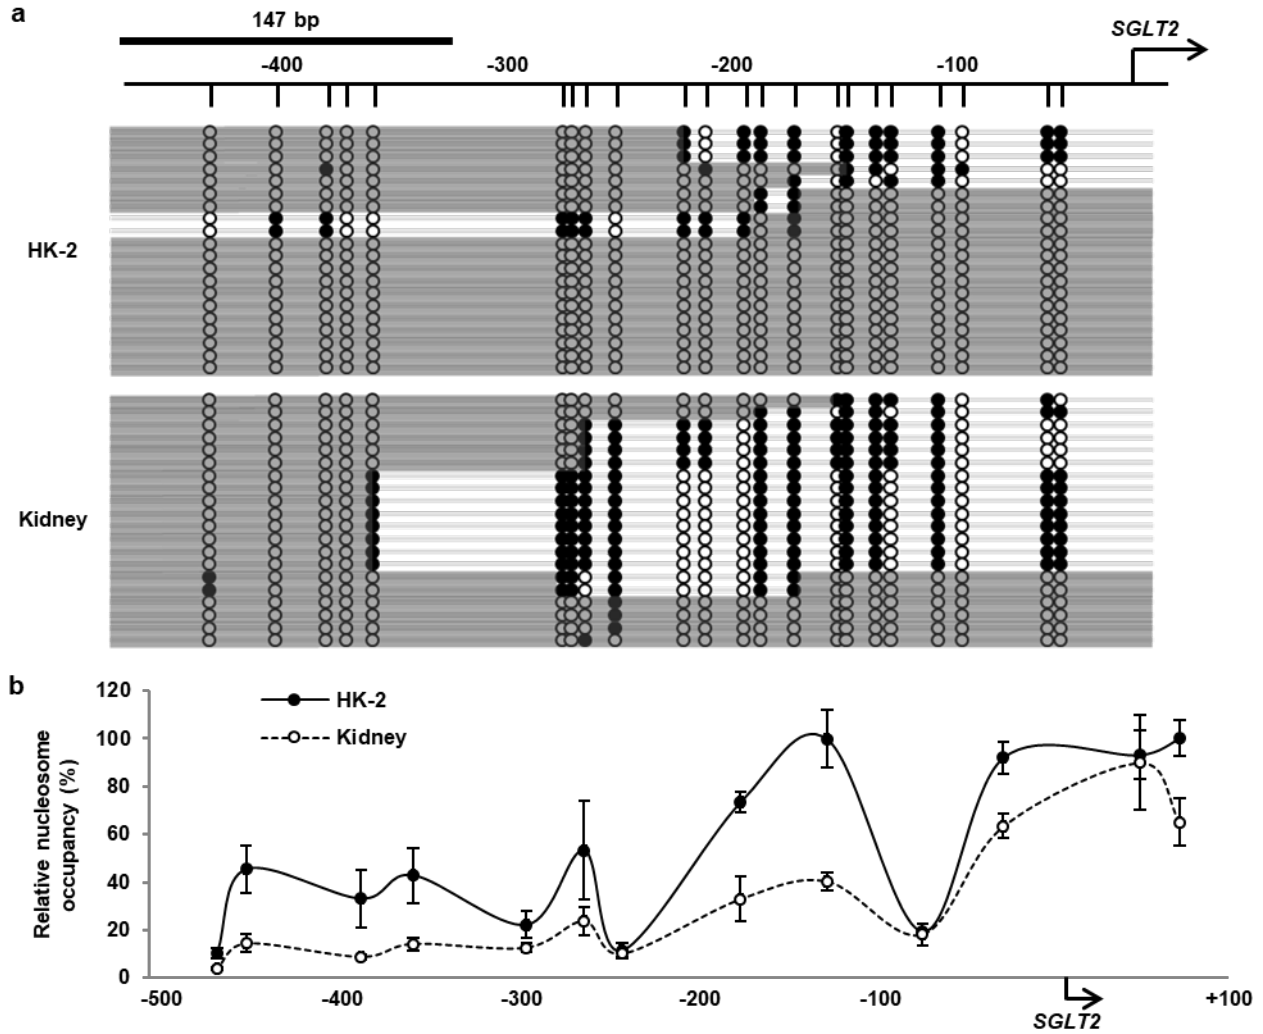 a
147 bp
SGLT2
-400 -300 -200 -100
HK-2
Kidney
b
HK-2
Kidney
Relative nucleosome
occupancy (%)
120
100
80
60
40
20
0
-500 -400 -300 -200 -100 +100
SGLT2